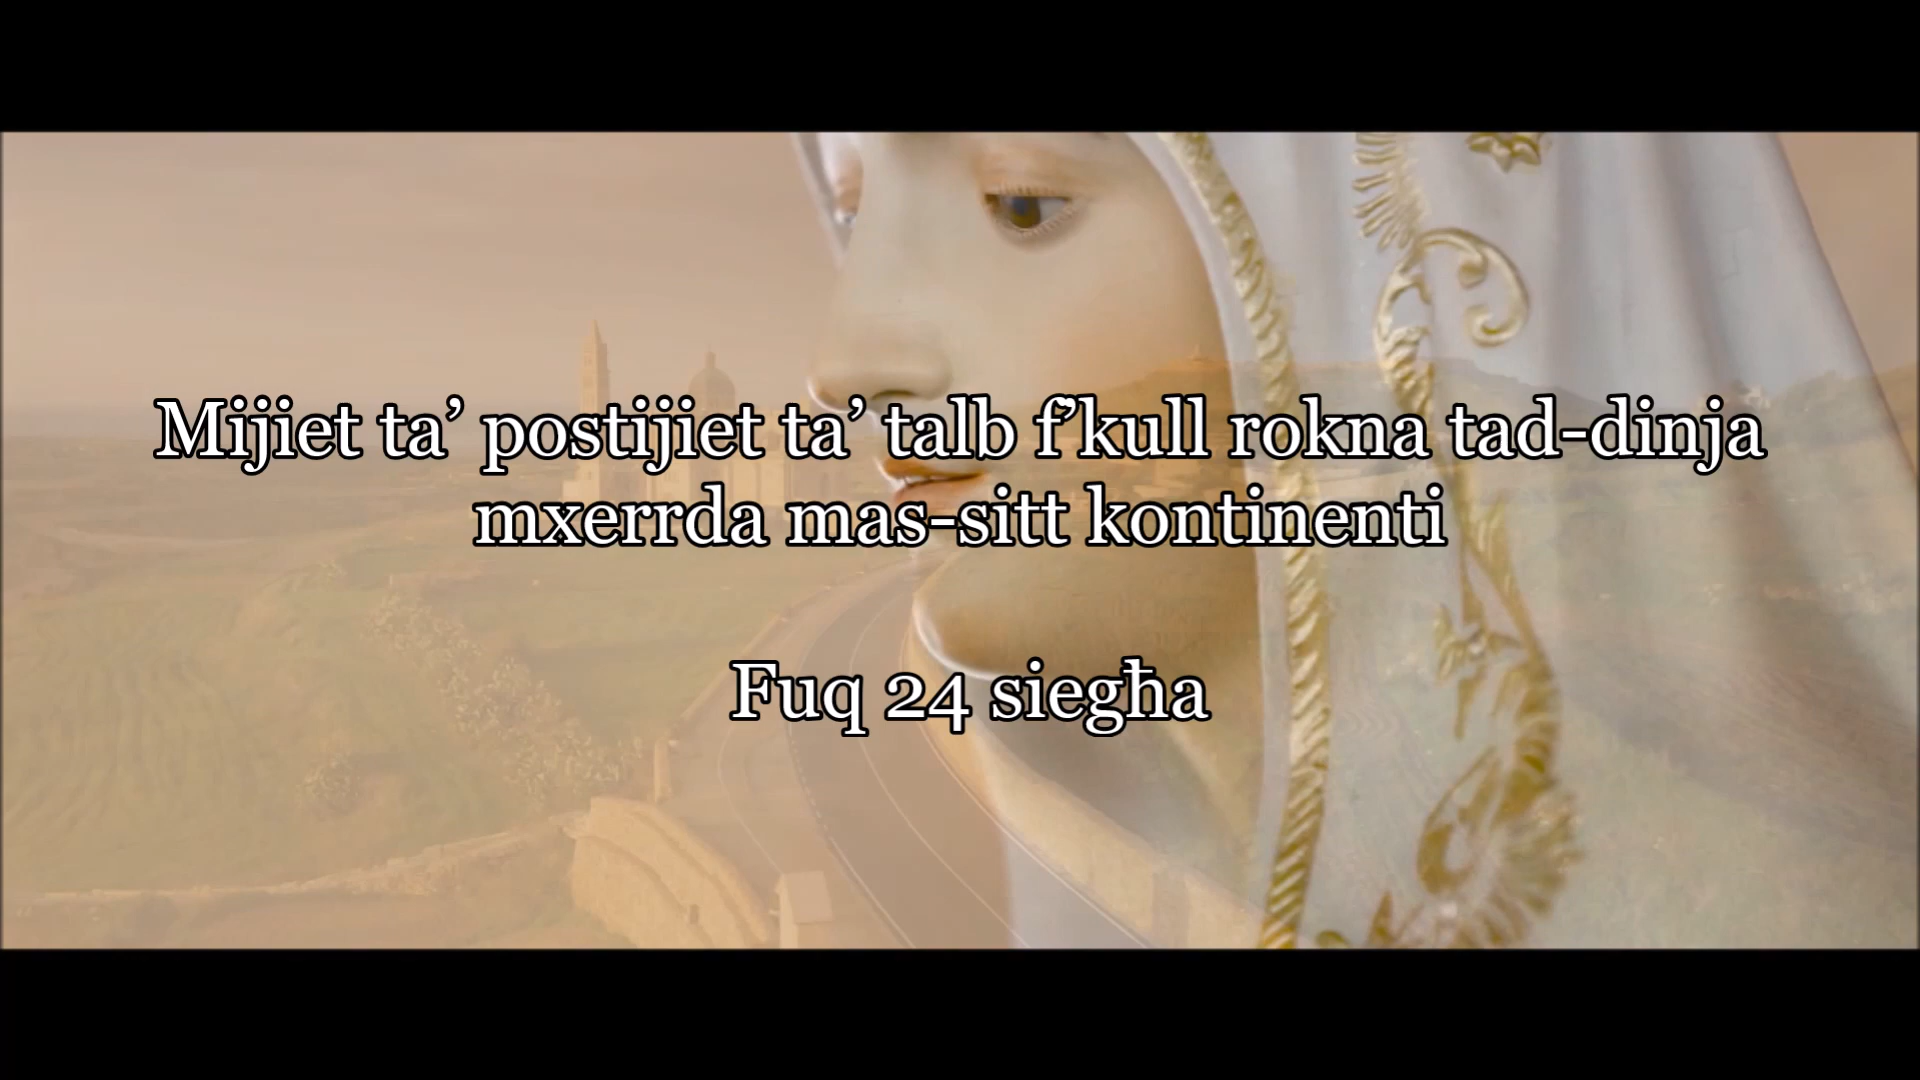 Mijiet ta’ postijiet ta’ talb f’kull rokna tad-dinja
mxerrda mas-sitt kontinenti
Fuq 24 siegħa